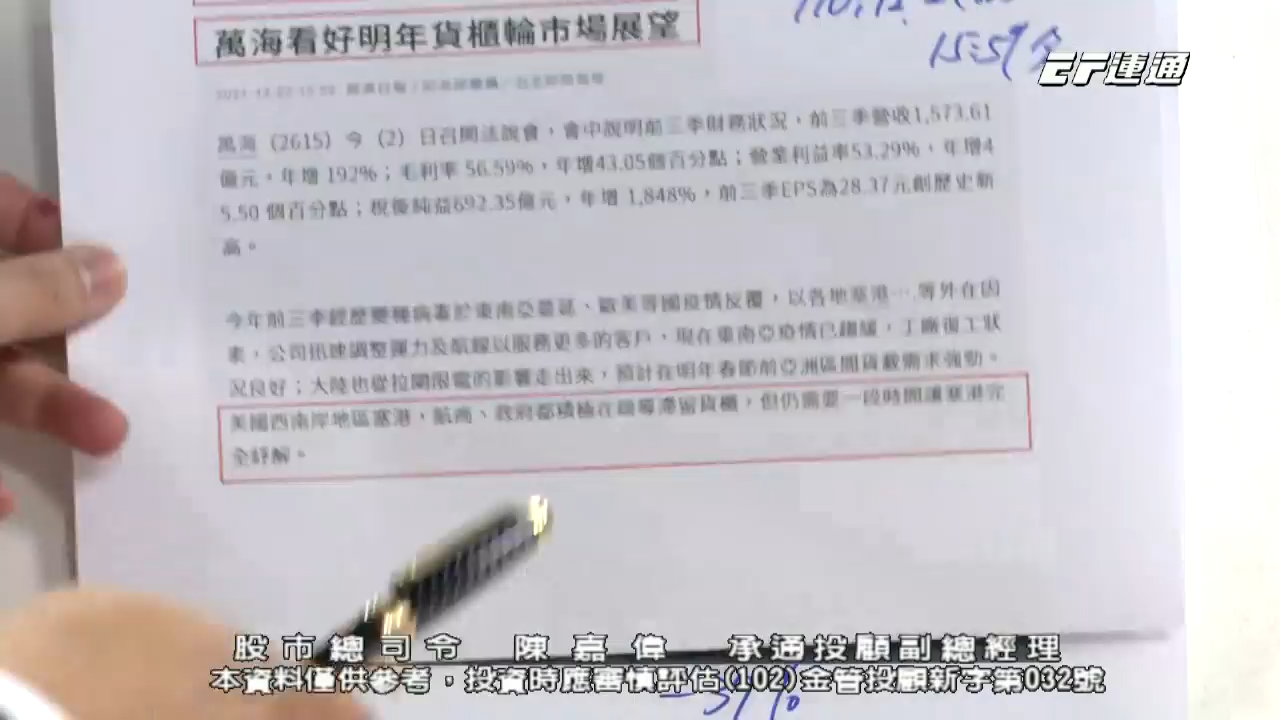 萬海看好明年貨櫃輪市場展望
15:59
EF運通
萬海 (2615) 今 (2) 日召開法說會，會中說明前三季財務狀況，前三季營收1,573.61
億元，年增 192%；毛利率 56.59%，年增43.05個百分點；營業利益率53.29%，年增4
5.50 個百分點；稅後純益692.35億元，年增 1,848%，前三季EPS為28.37元創歷史新
高。
今年前三季經歷變種病毒於東南亞蔓延、歐美等國疫情反覆，以各地塞港…等外在因
素，公司迅速調整運力及航線以服務更多的客戶，現在東南亞疫情已趨緩，工廠復工狀
況良好；大陸也從拉閘限電的影響走出來，預計在明年春節前亞洲區間貨載需求強勁。
美國西南岸地區塞港，航商、政府都積極在疏導滯留貨櫃，但仍需要一段時間讓塞港完
全紓解。
股市總司令 陳嘉偉 承通投顧副總經理
本資料僅供參考，投資時應審慎評估(102)金管投顧新字第032號